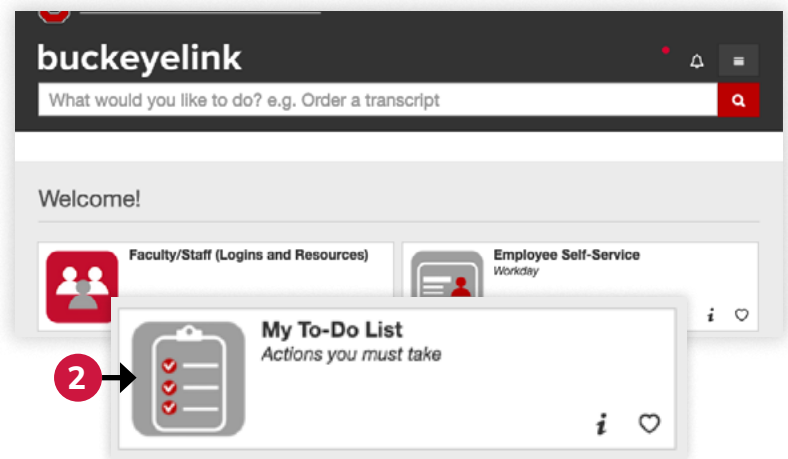 buckeyelink
What would you like to do? e.g. Order a transcript
Welcome!
Faculty/Staff (Logins and Resources)
Employee Self-Service
Workday
i
My To-Do List
Actions you must take
2
i